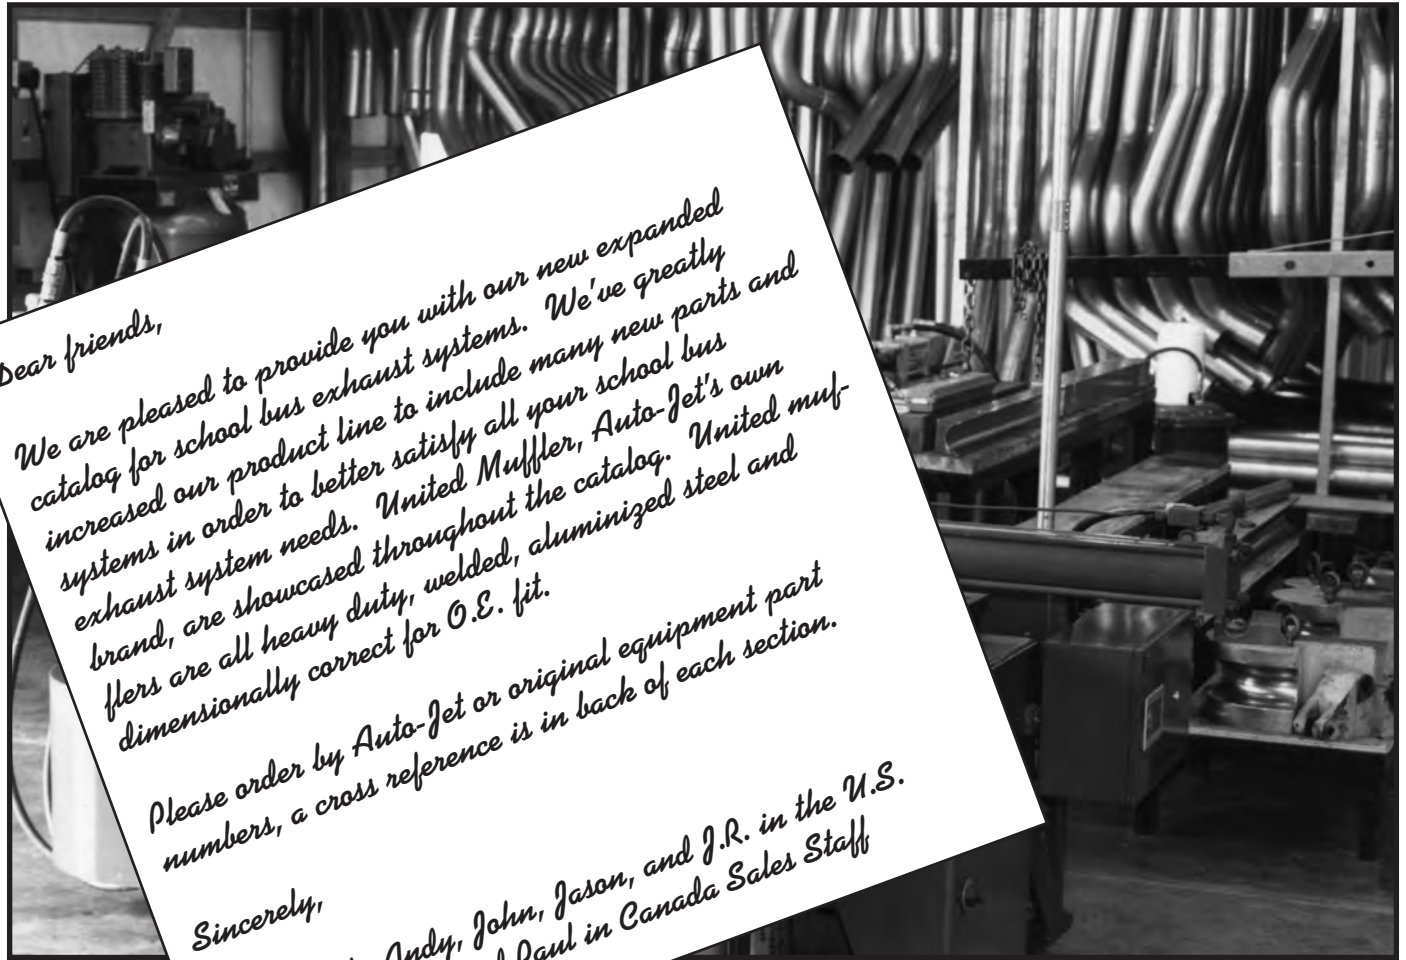 Dear friends,
We are pleased to provide you with our new expanded
catalog for school bus exhaust systems. We've greatly
increased our product line to include many new parts and
systems in order to better satisfy all your school bus
exhaust system needs. United Muffler, Auto-Jet's own
brand, are showcased throughout the catalog. United muf-
flers are all heavy duty, welded, aluminized steel and
dimensionally correct for O.E. fit.
Please order by Auto-Jet or original equipment part
numbers, a cross reference is in back of each section.
Sincerely,
Andy, John, Jason, and J.R. in the U.S.
Paul in Canada Sales Staff